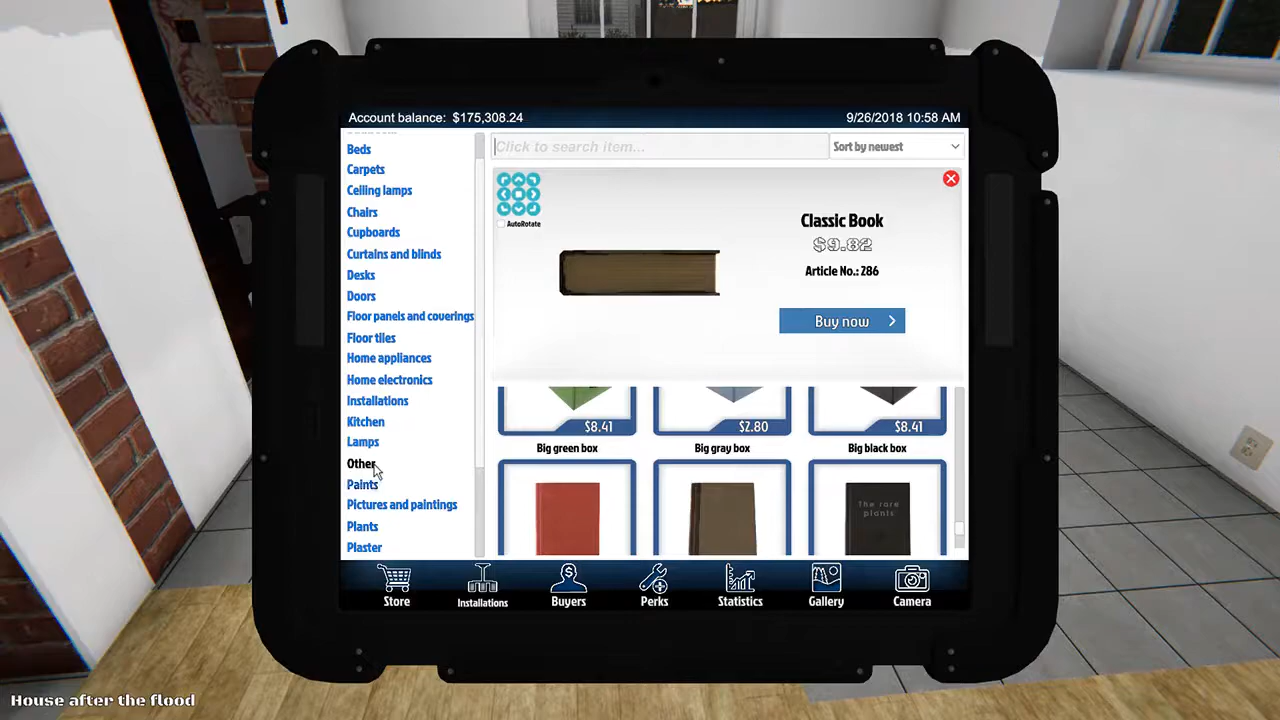 Account balance: $175,308.24
9/26/2018 10:58 AM
Beds
Carpets
Ceiling lamps
Chairs
Cupboards
Curtains and blinds
Desks
Doors
Floor panels and coverings
Floor tiles
Home appliances
Home electronics
Installations
Kitchen
Lamps
Other
Paints
Pictures and paintings
Plants
Plaster
Click to search item...
Sort by newest
AutoRotate
Classic Book
$9.82
Article No.: 286
Buy now
$8.41
$2.80
$8.41
Big green box
Big gray box
Big black box
The rare
plants
Store
Installations
Buyers
Perks
Statistics
Gallery
Camera
House after the flood